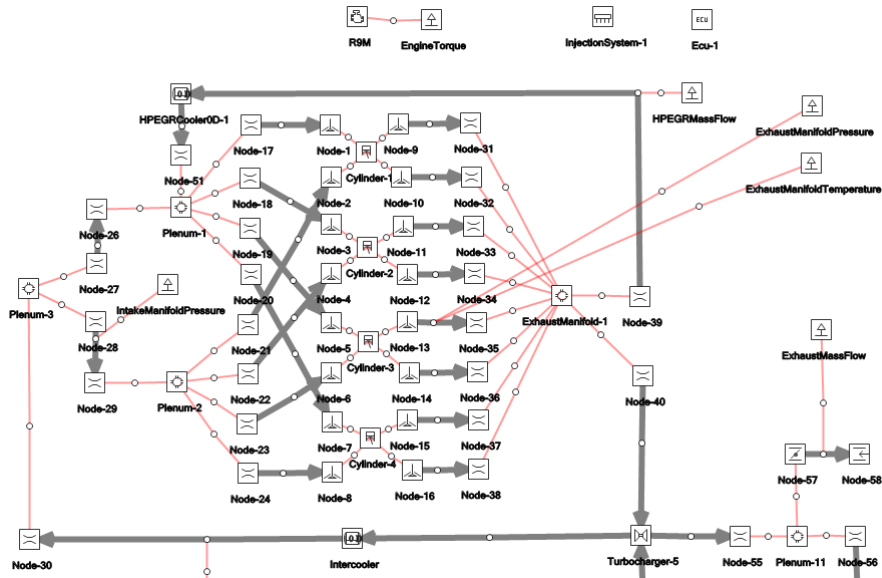 ECU
R9M
EngineTorque
InjectionSystem-1
Ecu-1
HPEGRCooler0D-1
HPEGRMassFlow
ExhaustManifoldPressure
Node-17
Node-1
Node-9
Node-31
Node-51
Cylinder-1
ExhaustManifoldTemperature
Node-18
Node-2
Node-10
Node-32
Node-26
Plenum-1
Node-19
Node-3
Node-11
Node-33
Cylinder-2
Node-27
Node-20
Node-4
Node-12
Node-34
Plenum-3
IntakeManifoldPressure
ExhaustManifold-1
Node-39
Node-28
Node-21
Node-5
Node-13
Node-35
Cylinder-3
ExhaustMassFlow
Node-29
Plenum-2
Node-22
Node-6
Node-14
Node-36
Node-40
Node-23
Node-7
Node-15
Node-37
Cylinder-4
Node-57
Node-58
Node-24
Node-8
Node-16
Node-38
Node-30
Intercooler
Turbocharger-5
Node-55
Plenum-11
Node-56